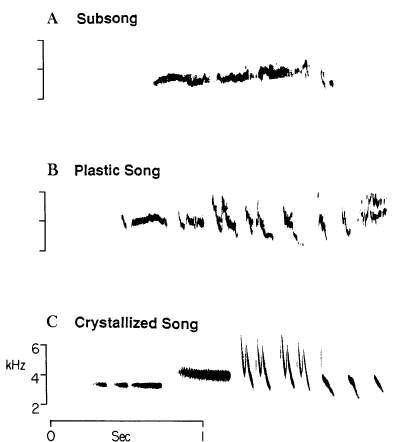 A Subsong
B Plastic Song
C Crystallized Song
6
kHz 4
2
0 Sec 1